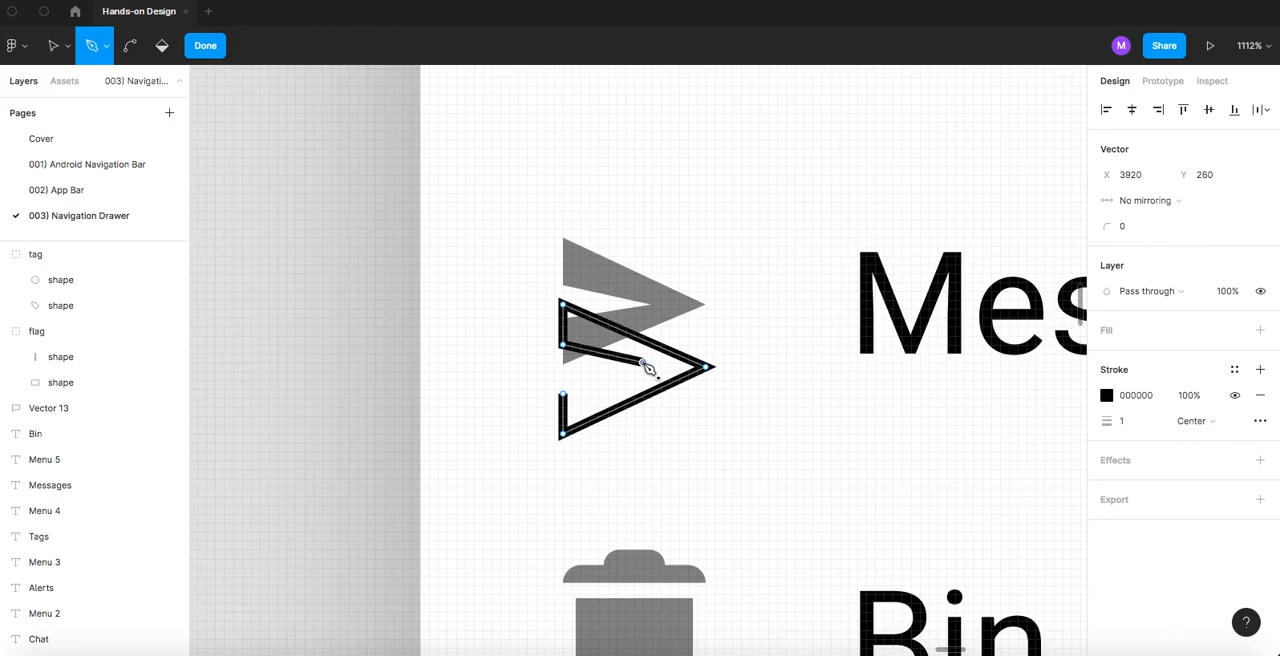 Hands-on Design
Done
M
Share
1112%
Layers
Assets
003) Navigati...
Design
Prototype
Inspect
Pages
Cover
001) Android Navigation Bar
002) App Bar
003) Navigation Drawer
tag
shape
shape
flag
shape
shape
Vector 13
Bin
Menu 5
Messages
Menu 4
Tags
Menu 3
Alerts
Menu 2
Chat
Mes
Bin
Vector
X 3920 Y 260
No mirroring
0
Layer
Pass through 100%
Fill
Stroke
000000 100%
1 Center
Effects
Export
?